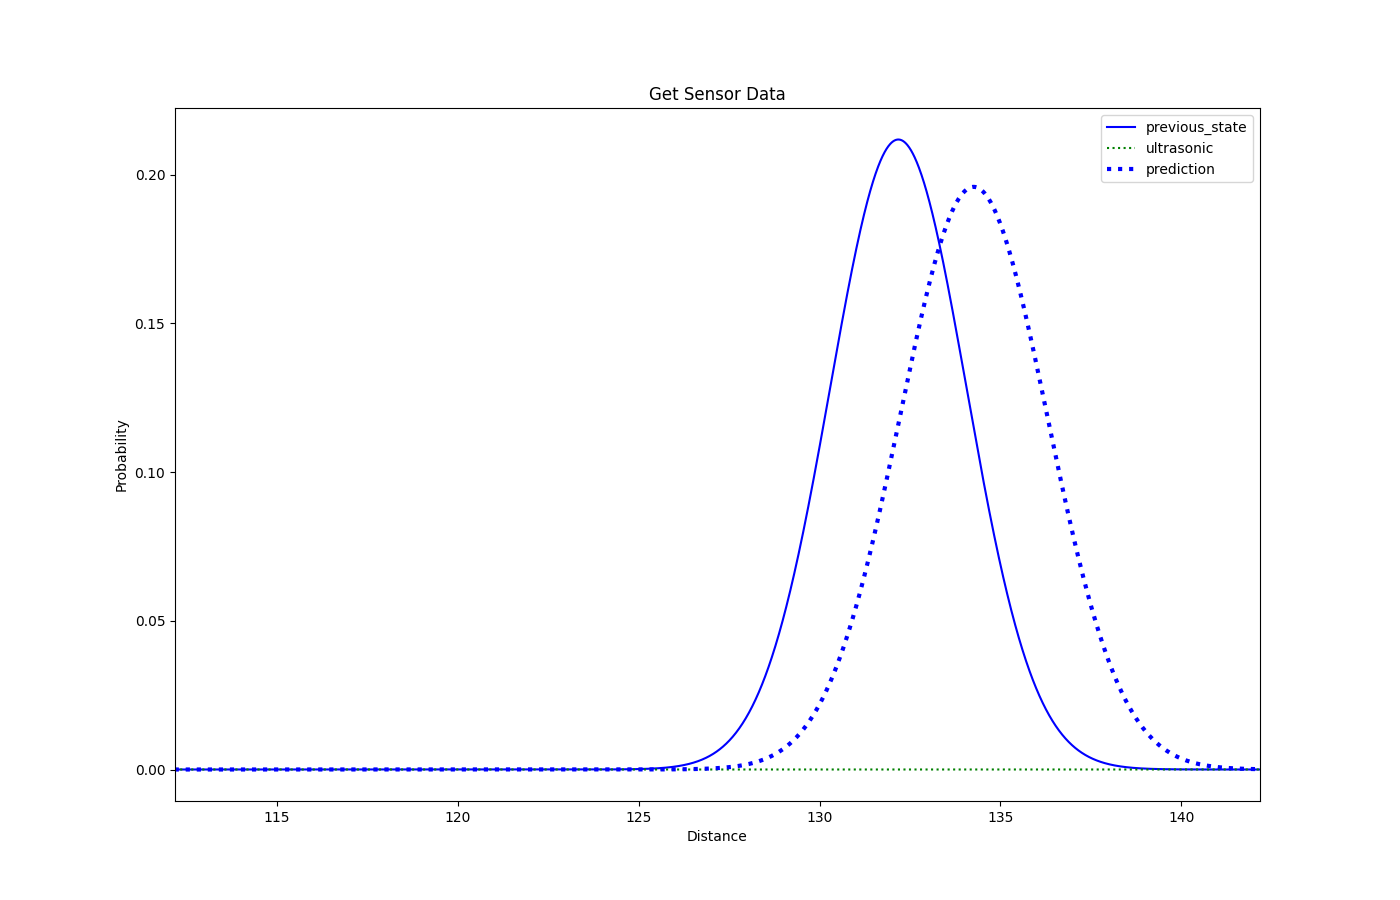 Get Sensor Data
previous_state
ultrasonic
prediction
0.20
0.15
0.10
0.05
0.00
Probability
115 120 125 130 135 140
Distance